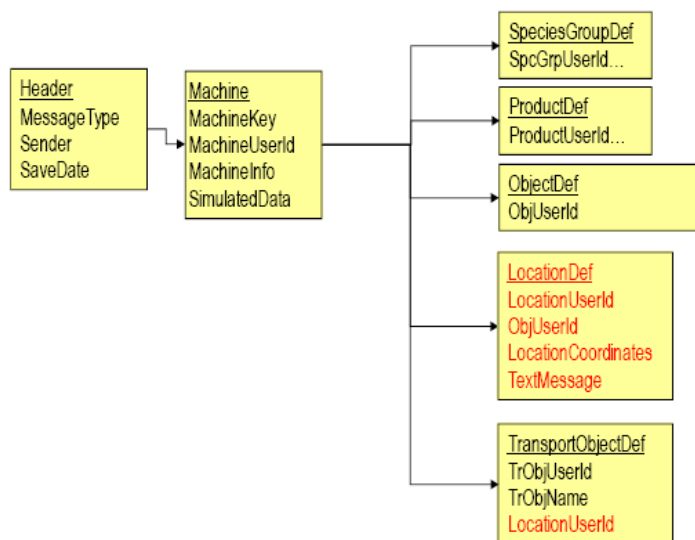 Header
MessageType
Sender
SaveDate
Machine
MachineKey
MachineUserId
MachineInfo
SimulatedData
SpeciesGroupDef
SpcGrpUserId...
ProductDef
ProductUserId...
ObjectDef
ObjUserId
LocationDef
LocationUserId
ObjUserId
LocationCoordinates
TextMessage
TransportObjectDef
TrObjUserId
TrObjName
LocationUserId